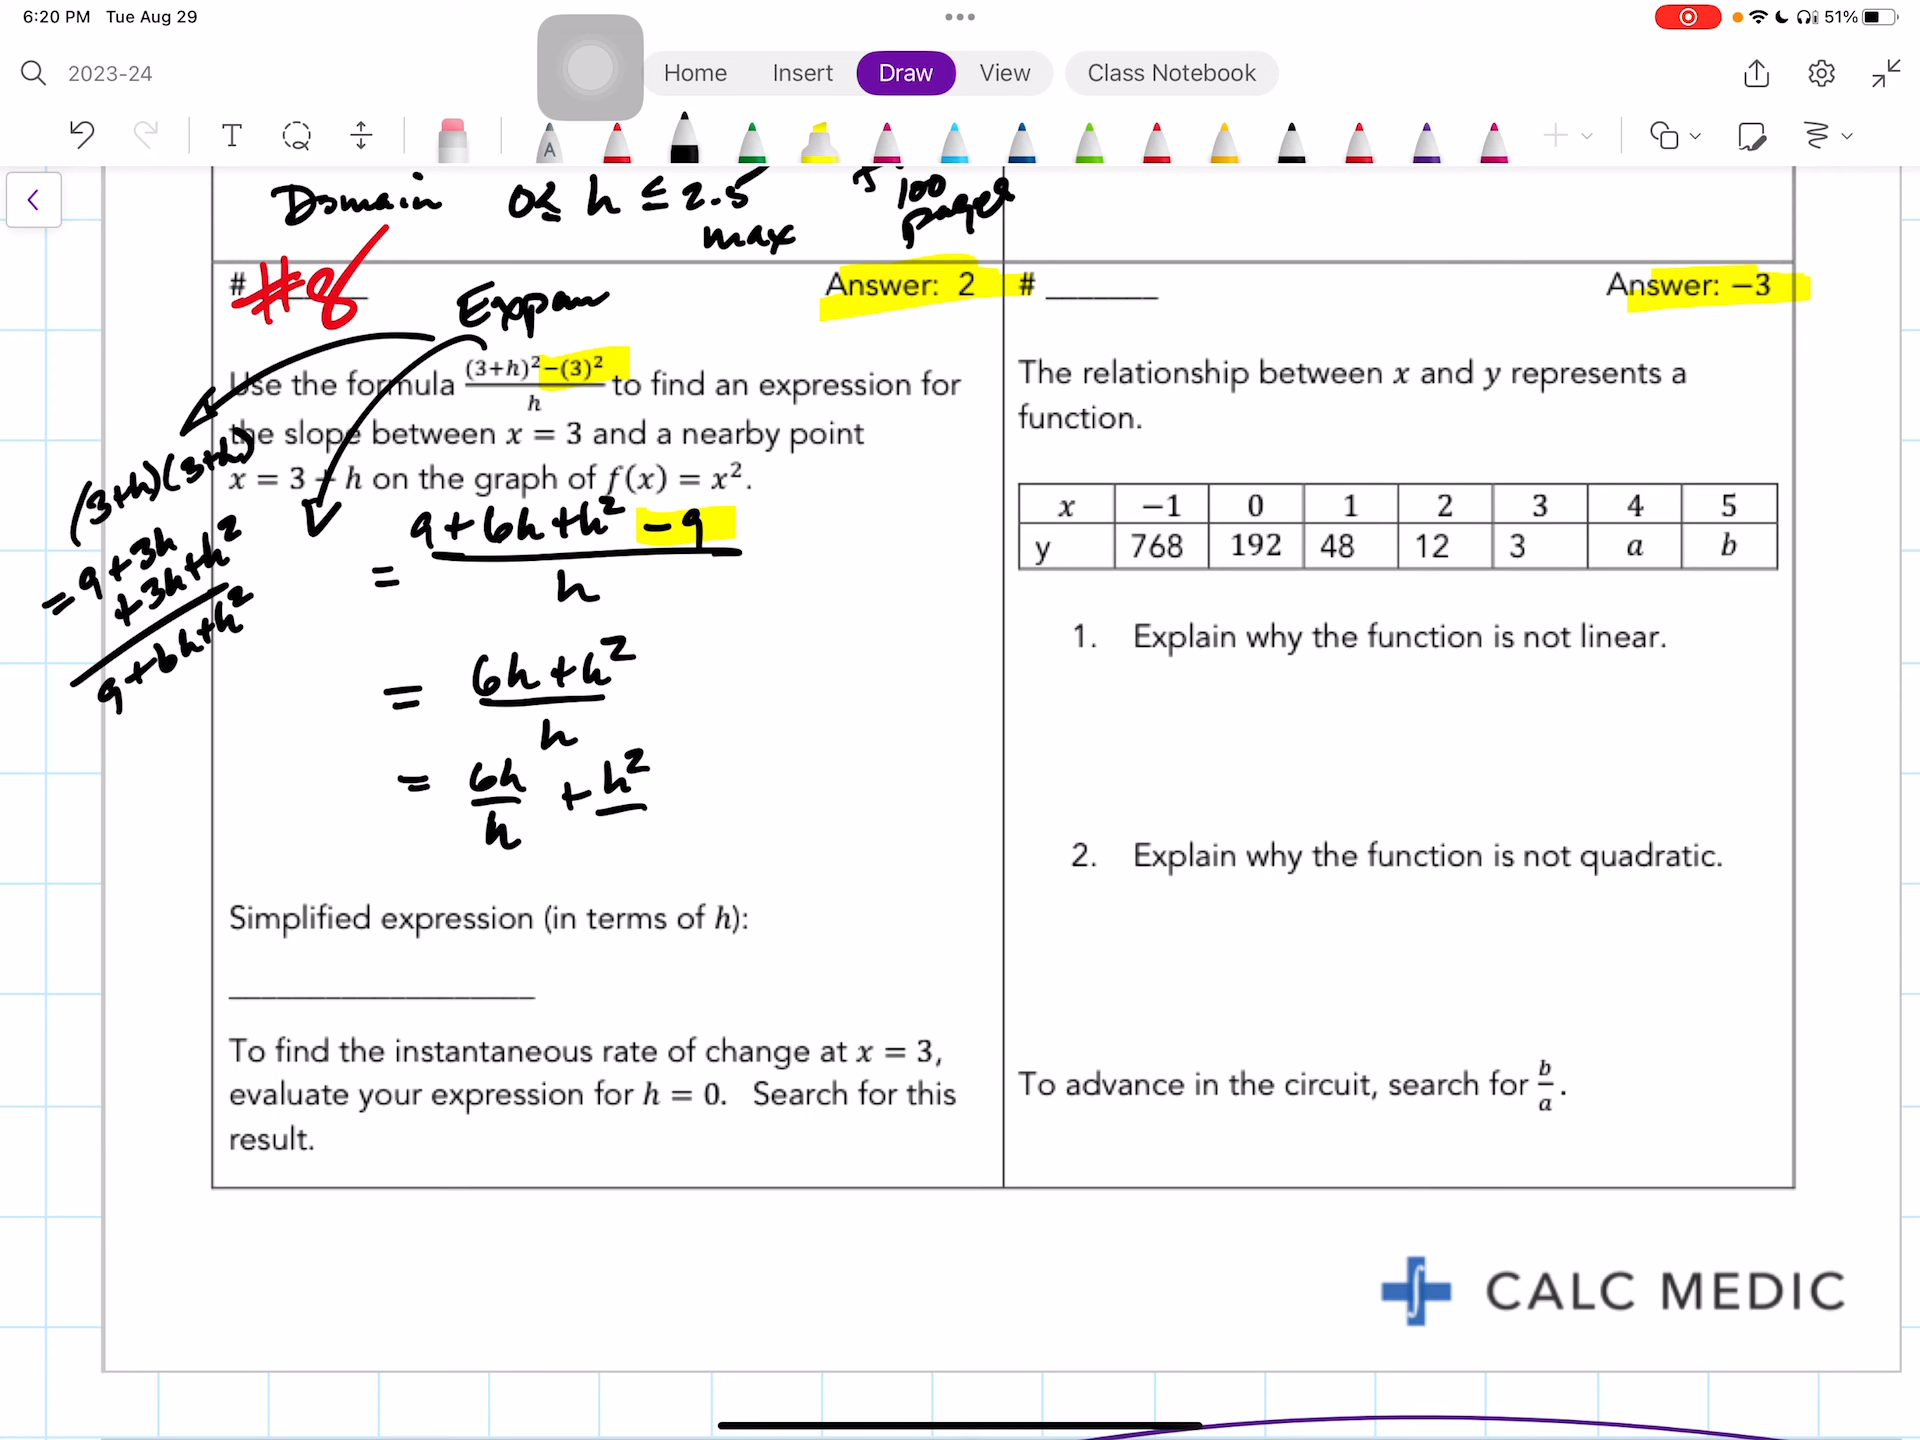 6:20 PM Tue Aug 29
51%
2023-24
Home Insert Draw View Class Notebook
T
A
Domain 0≤ h ≤ 2.5
max
100
pages
# #8
Answer: 2
Use the formula ((3+h)²−(3)²)/h to find an expression for
the slope between x = 3 and a nearby point
x = 3 + h on the graph of f(x) = x².
(3+h)(3+h)
= 9 + 3h
+3h+h²
9+6h+h²
= (9+6h+h² −9)/h
= (6h+h²)/h
= 6h/h + h²
Simplified expression (in terms of h):
____________________
To find the instantaneous rate of change at x = 3,
evaluate your expression for h = 0. Search for this
result.
# _______ Answer: −3
The relationship between x and y represents a
function.
x −1 0 1 2 3 4 5
y 768 192 48 12 3 a b
1. Explain why the function is not linear.
2. Explain why the function is not quadratic.
To advance in the circuit, search for b/a.
CALC MEDIC